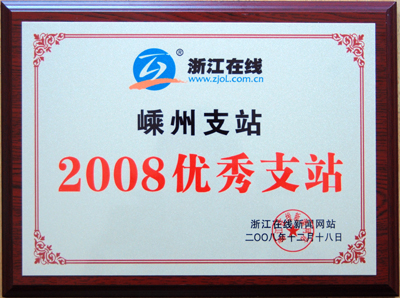 浙江在线
www.zjol.com.cn
嵊州支站
2008优秀支站
浙江在线新闻网站
二〇〇八年十二月十八日